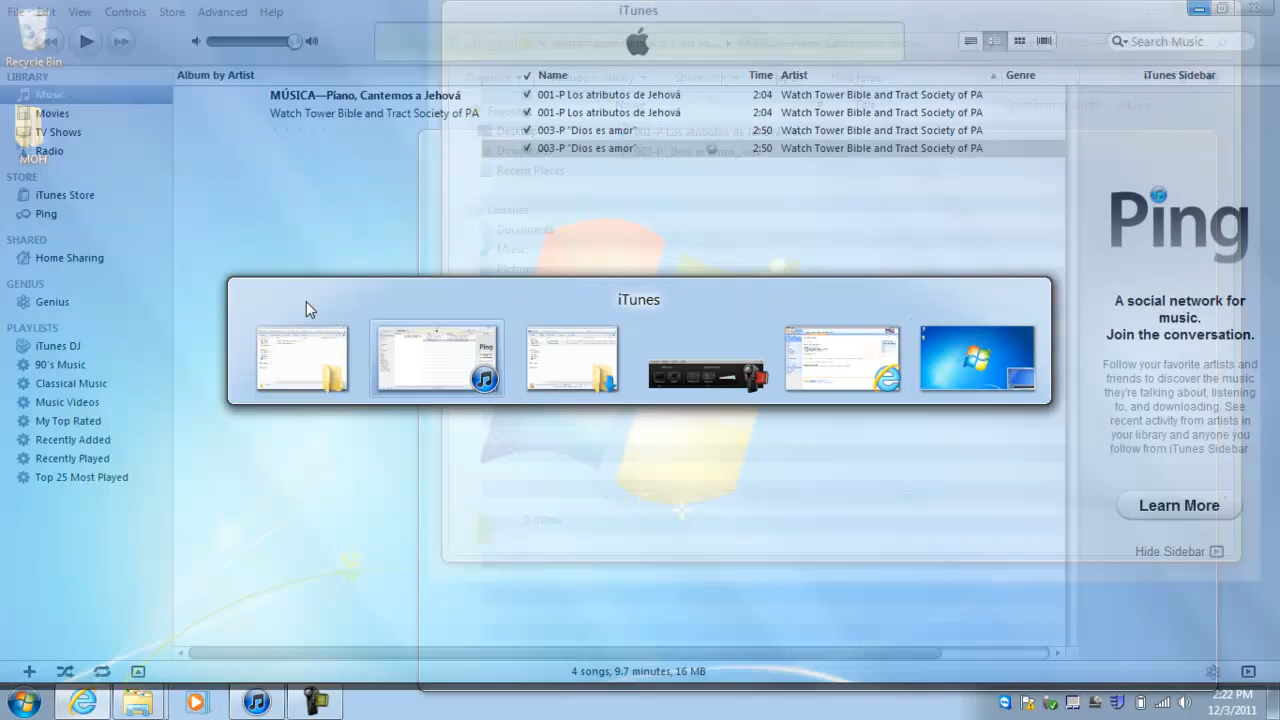 iTunes
File Edit View Controls Store Advanced Help
Recycle Bin
Search Music
LIBRARY
Music
Movies
TV Shows
Radio
MOH
STORE
iTunes Store
Ping
SHARED
Home Sharing
GENIUS
Genius
PLAYLISTS
iTunes DJ
90's Music
Classical Music
Music Videos
My Top Rated
Recently Added
Recently Played
Top 25 Most Played
Album by Artist
MÚSICA—Piano, Cantemos a Jehová
Watch Tower Bible and Tract Society of PA
Name Time Artist Genre
001-P Los atributos de Jehová 2:04 Watch Tower Bible and Tract Society of PA
001-P Los atributos de Jehová 2:04 Watch Tower Bible and Tract Society of PA
003-P "Dios es amor" 2:50 Watch Tower Bible and Tract Society of PA
003-P "Dios es amor" 2:50 Watch Tower Bible and Tract Society of PA
Recent Places
Libraries
Documents
Music
Pictures
iTunes
iTunes Sidebar
Ping
A social network for
music.
Join the conversation.
Follow your favorite artists
and friends to discover the music
they're talking about, listening
to, and downloading. See
recent activity from artists in
your library and anyone you
follow from iTunes Sidebar.
Learn More
Hide Sidebar
4 songs, 9.7 minutes, 16 MB
2:22 PM
12/3/2011